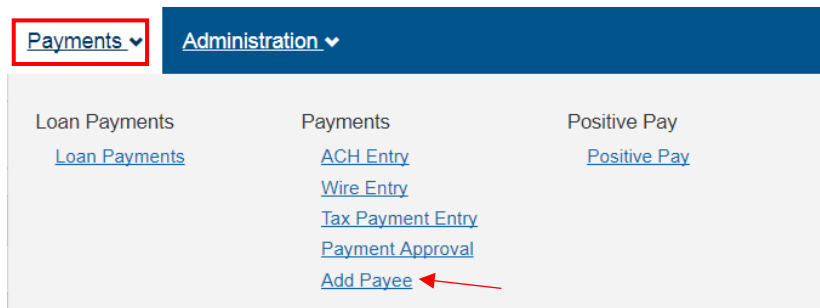 Payments Administration
Loan Payments Payments Positive Pay
Loan Payments ACH Entry Positive Pay
Wire Entry
Tax Payment Entry
Payment Approval
Add Payee